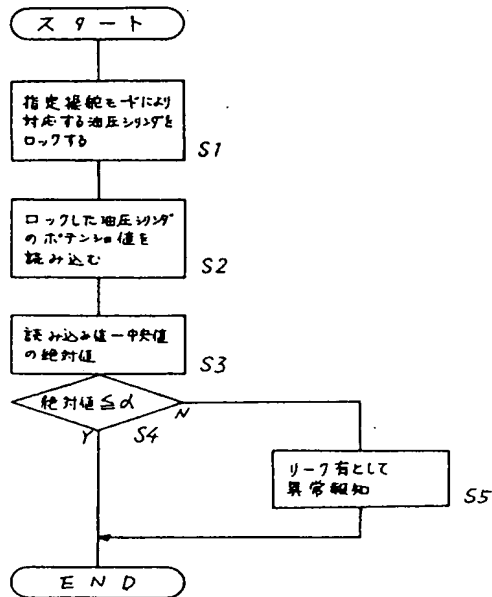 スタート
指定操舵モードにより
対応する油圧シリンダを
ロックする
S1
ロックした油圧シリンダ
のポテンショ値を
読み込む
S2
読み込み値ー中央値
の絶対値
S3
絶対値≦α
N
Y
S4
リーク有として
異常報知
S5
END